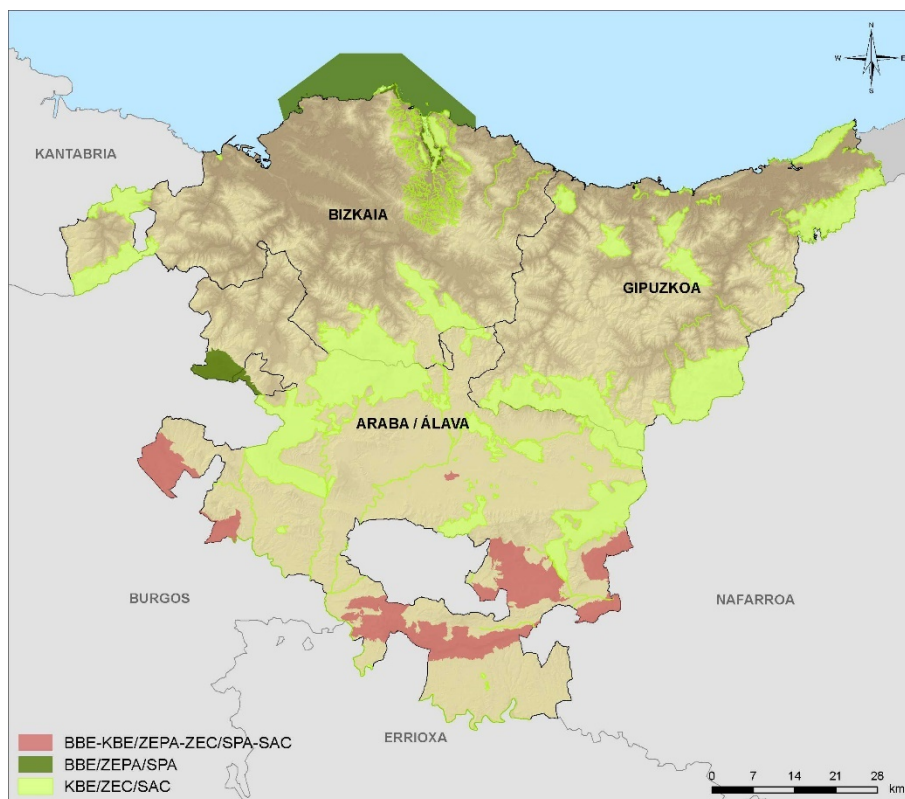 N
W E
S
KANTABRIA
BIZKAIA
GIPUZKOA
ARABA / ÁLAVA
BURGOS
NAFARROA
ERRIOXA
BBE-KBE/ZEPA-ZEC/SPA-SAC
BBE/ZEPA/SPA
KBE/ZEC/SAC
0 7 14 21 28
km